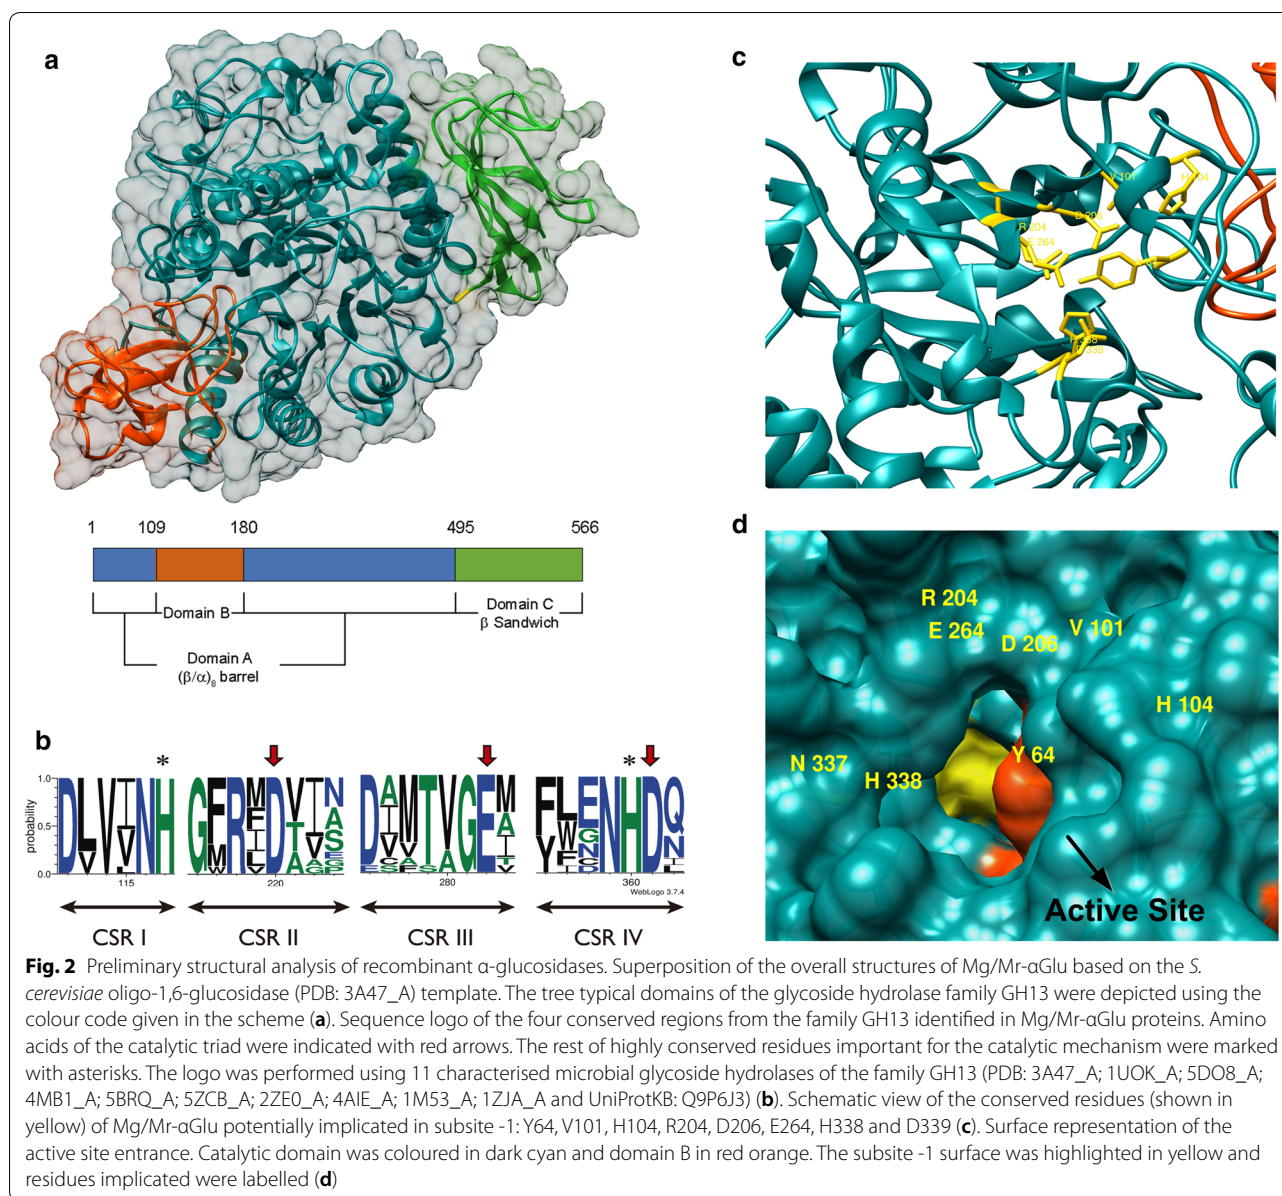 a
1 109 180 495 566
Domain B
Domain C
β Sandwich
Domain A
(β/α)8 barrel
b
* *
probability
1.0
0.5
0.0
115 220 280 360
WebLogo 3.7.4
CSR I CSR II CSR III CSR IV
c
V 101
H 104
D 206
R 204
E 264
H 338
D 339
d
R 204
E 264
D 206
V 101
H 104
Y 64
N 337
H 338
Active Site
Fig. 2 Preliminary structural analysis of recombinant α-glucosidases. Superposition of the overall structures of Mg/Mr-αGlu based on the S.
cerevisiae oligo-1,6-glucosidase (PDB: 3A47_A) template. The tree typical domains of the glycoside hydrolase family GH13 were depicted using the
colour code given in the scheme (a). Sequence logo of the four conserved regions from the family GH13 identified in Mg/Mr-αGlu proteins. Amino
acids of the catalytic triad were indicated with red arrows. The rest of highly conserved residues important for the catalytic mechanism were marked
with asterisks. The logo was performed using 11 characterised microbial glycoside hydrolases of the family GH13 (PDB: 3A47_A; 1UOK_A; 5DO8_A;
4MB1_A; 5BRQ_A; 5ZCB_A; 2ZE0_A; 4AIE_A; 1M53_A; 1ZJA_A and UniProtKB: Q9P6J3) (b). Schematic view of the conserved residues (shown in
yellow) of Mg/Mr-αGlu potentially implicated in subsite -1: Y64, V101, H104, R204, D206, E264, H338 and D339 (c). Surface representation of the
active site entrance. Catalytic domain was coloured in dark cyan and domain B in red orange. The subsite -1 surface was highlighted in yellow and
residues implicated were labelled (d)